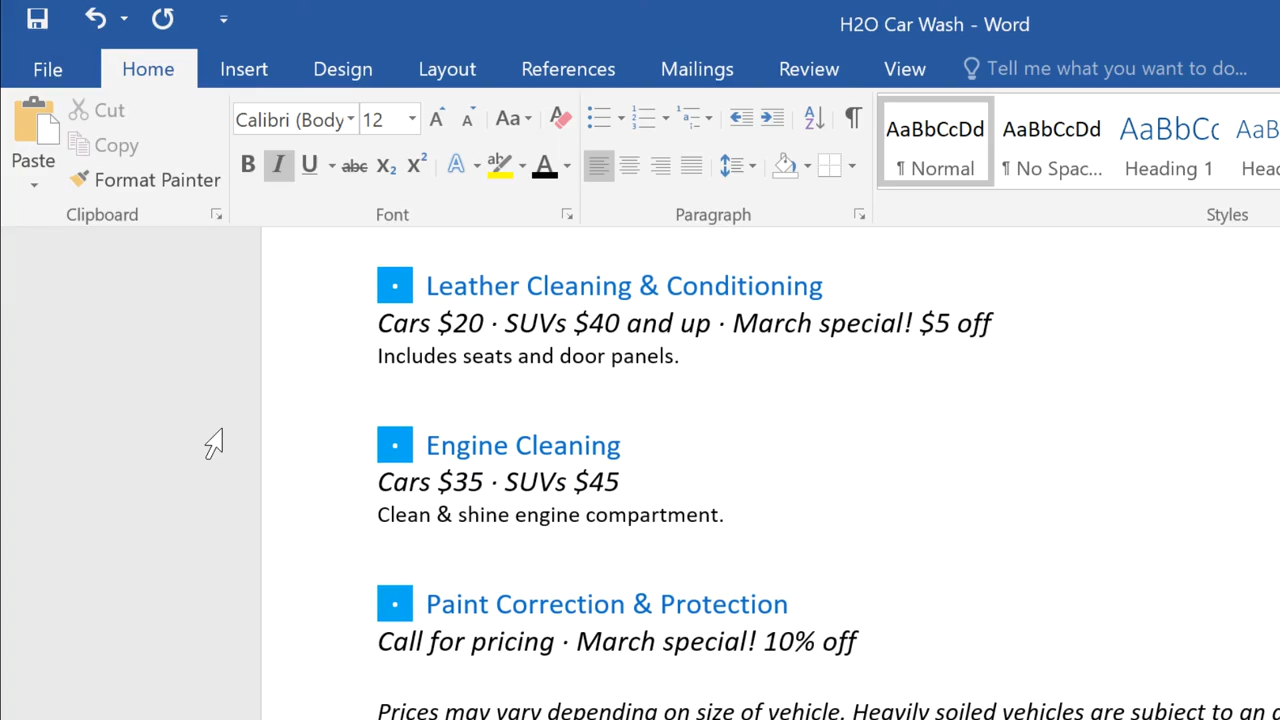 H2O Car Wash - Word
File Home Insert Design Layout References Mailings Review View Tell me what you want to do...
Paste
Cut
Copy
Format Painter
Clipboard
Calibri (Body 12
Font
Paragraph
AaBbCcDd AaBbCcDd AaBbCc AaB
¶ Normal ¶ No Spac... Heading 1 Hea
Styles
Leather Cleaning & Conditioning
Cars $20 · SUVs $40 and up · March special! $5 off
Includes seats and door panels.
Engine Cleaning
Cars $35 · SUVs $45
Clean & shine engine compartment.
Paint Correction & Protection
Call for pricing · March special! 10% off
Prices may vary depending on size of vehicle. Heavily soiled vehicles are subject to an